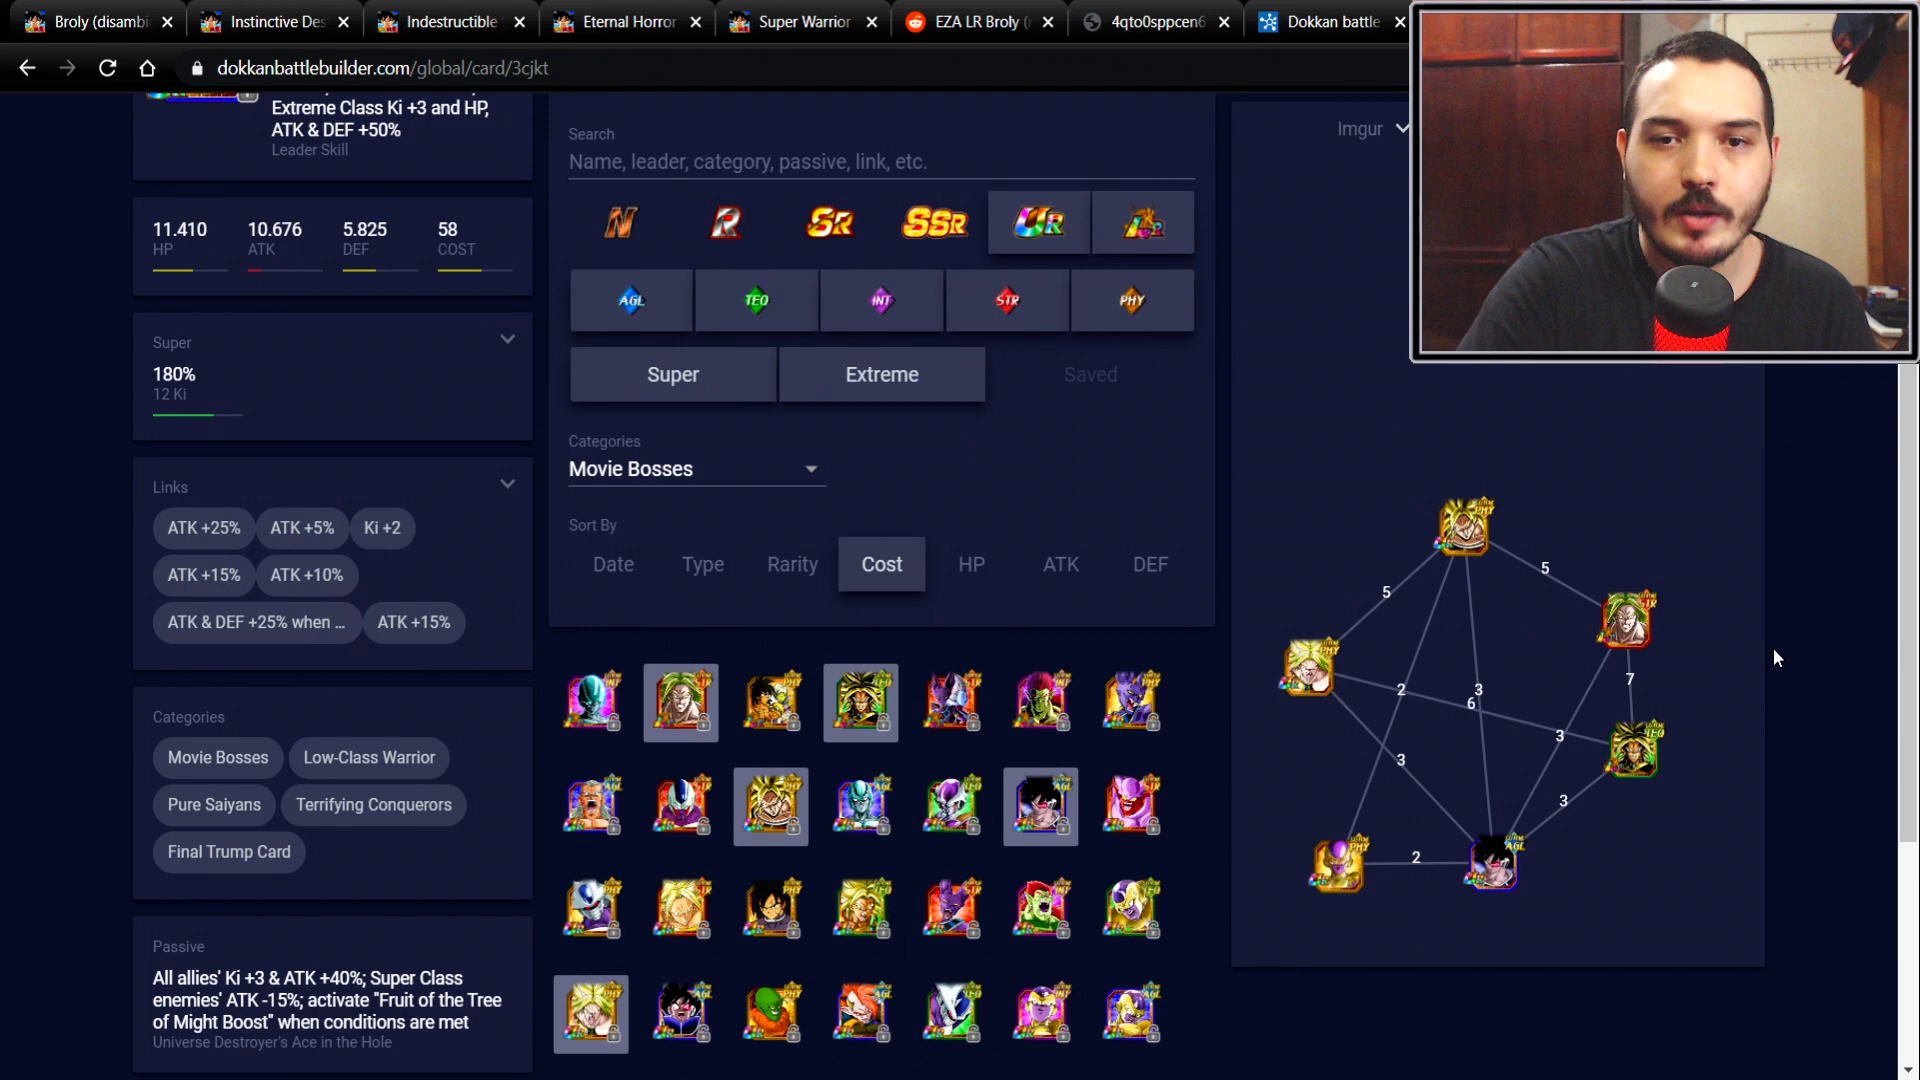 Broly (disambi
Instinctive Des
Indestructible
Eternal Horror
Super Warrior
EZA LR Broly (
4qto0sppcen6
Dokkan battle
dokkanbattlebuilder.com/global/card/3cjkt
Extreme Class Ki +3 and HP,
ATK & DEF +50%
Leader Skill
11.410
10.676
5.825
58
HP
ATK
DEF
COST
Super
180%
12 Ki
Links
ATK +25%
ATK +5%
Ki +2
ATK +15%
ATK +10%
ATK & DEF +25% when ...
ATK +15%
Categories
Movie Bosses
Low-Class Warrior
Pure Saiyans
Terrifying Conquerors
Final Trump Card
Passive
All allies' Ki +3 & ATK +40%; Super Class
enemies' ATK -15%; activate "Fruit of the Tree
of Might Boost" when conditions are met
Universe Destroyer's Ace in the Hole
Search
Name, leader, category, passive, link, etc.
N
R
SR
SSR
UR
LR
AGL
TEQ
INT
STR
PHY
Super
Extreme
Saved
Categories
Movie Bosses
Sort By
Date
Type
Rarity
Cost
HP
ATK
DEF
Imgur
5
5
7
2
3
6
3
3
3
2